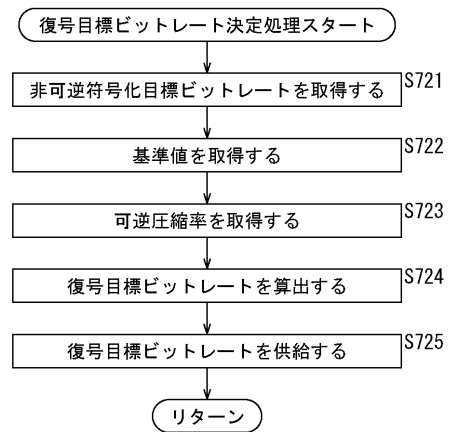 復号目標ビットレート決定処理スタート
非可逆符号化目標ビットレートを取得する
S721
基準値を取得する
S722
可逆圧縮率を取得する
S723
復号目標ビットレートを算出する
S724
復号目標ビットレートを供給する
S725
リターン